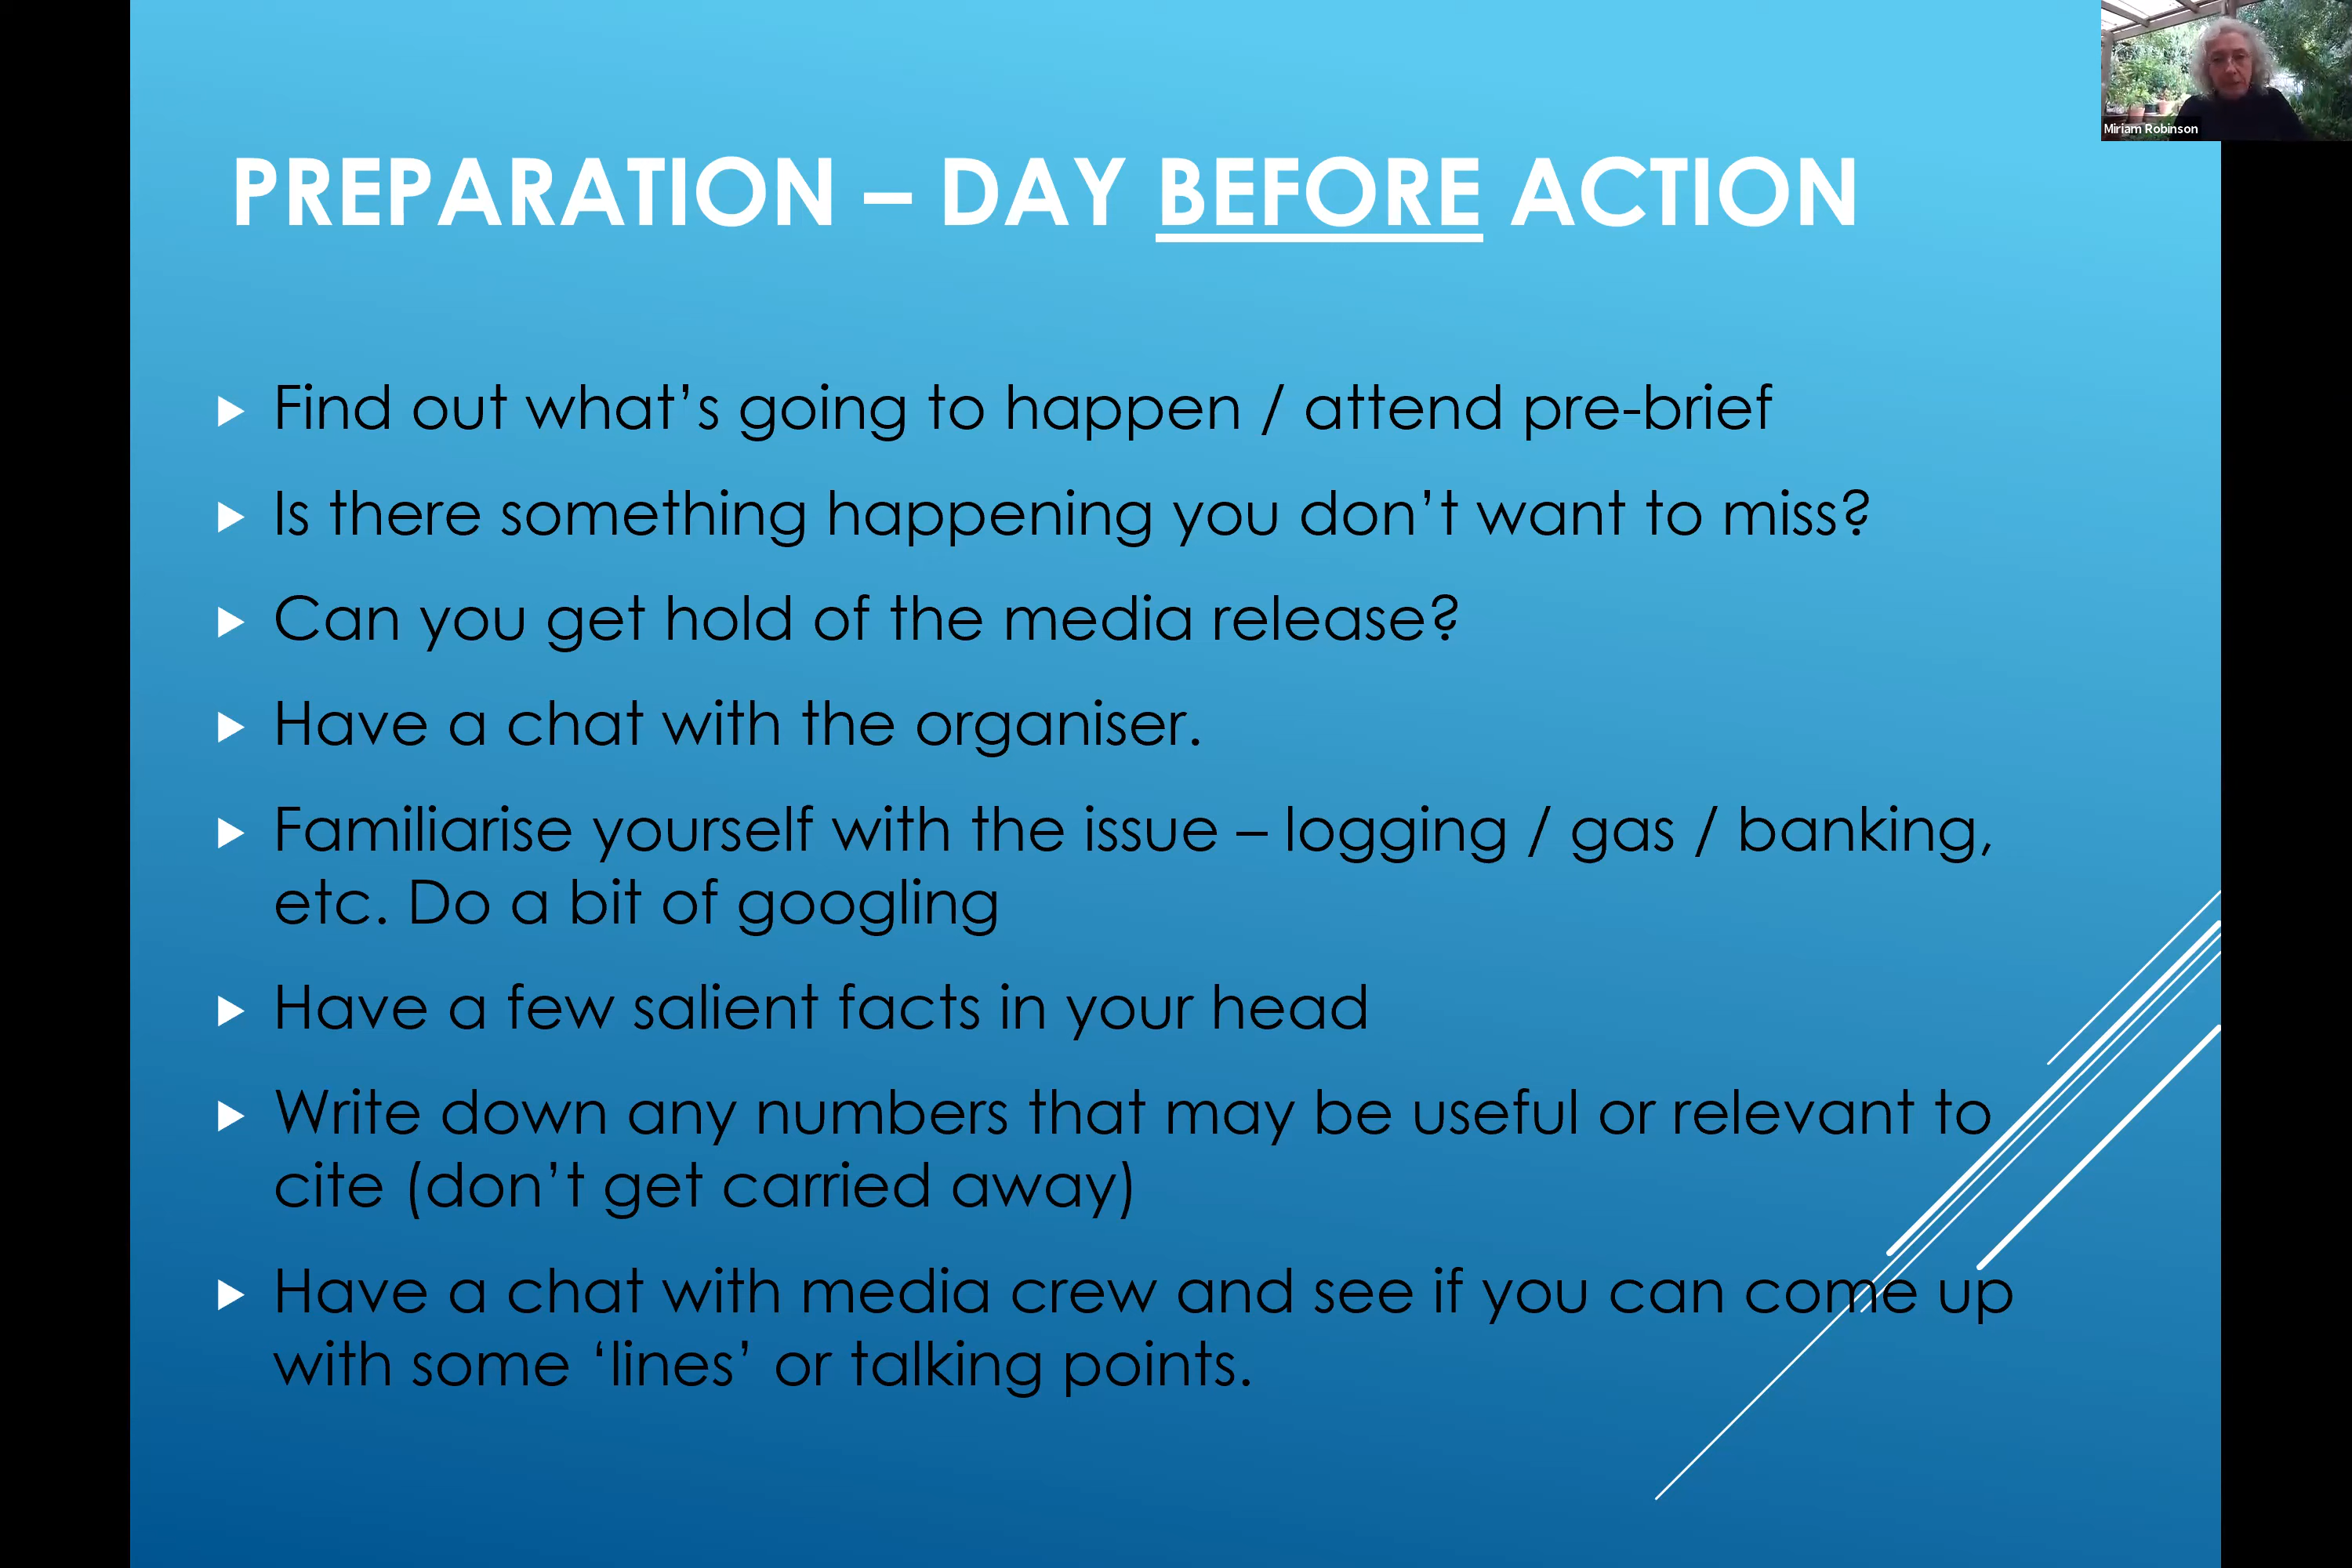 Miriam Robinson
PREPARATION – DAY BEFORE ACTION
Find out what’s going to happen / attend pre-brief
Is there something happening you don’t want to miss?
Can you get hold of the media release?
Have a chat with the organiser.
Familiarise yourself with the issue – logging / gas / banking,
etc. Do a bit of googling
Have a few salient facts in your head
Write down any numbers that may be useful or relevant to
cite (don’t get carried away)
Have a chat with media crew and see if you can come up
with some ‘lines’ or talking points.